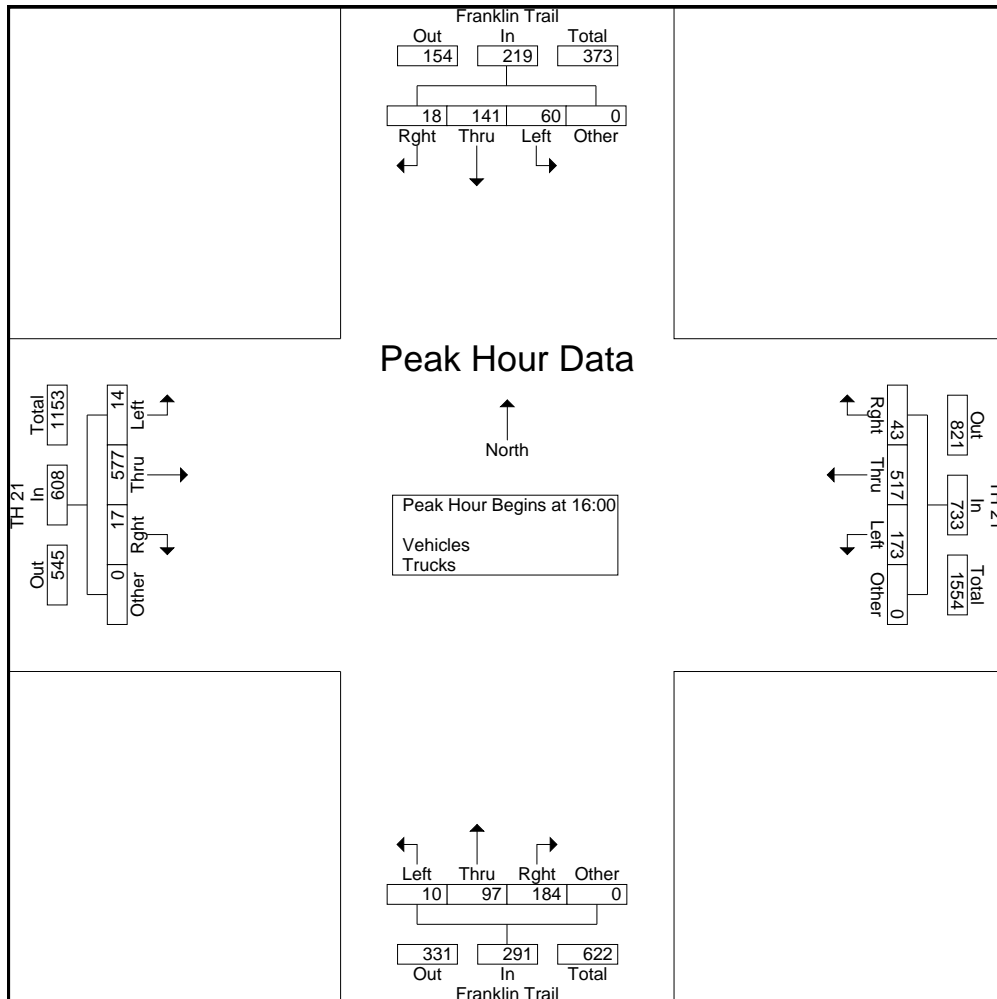 Franklin Trail
Out In Total
154 219 373
18 141 60 0
Rght Thru Left Other
Peak Hour Data
North
Peak Hour Begins at 16:00
Vehicles
Trucks
TH 21
Total In Out
1153 608 545
14 577 17 0
Left Thru Rght Other
TH 21
Out In Total
821 733 1554
43 517 173 0
Rght Thru Left Other
Left Thru Rght Other
10 97 184 0
331 291 622
Out In Total
Franklin Trail